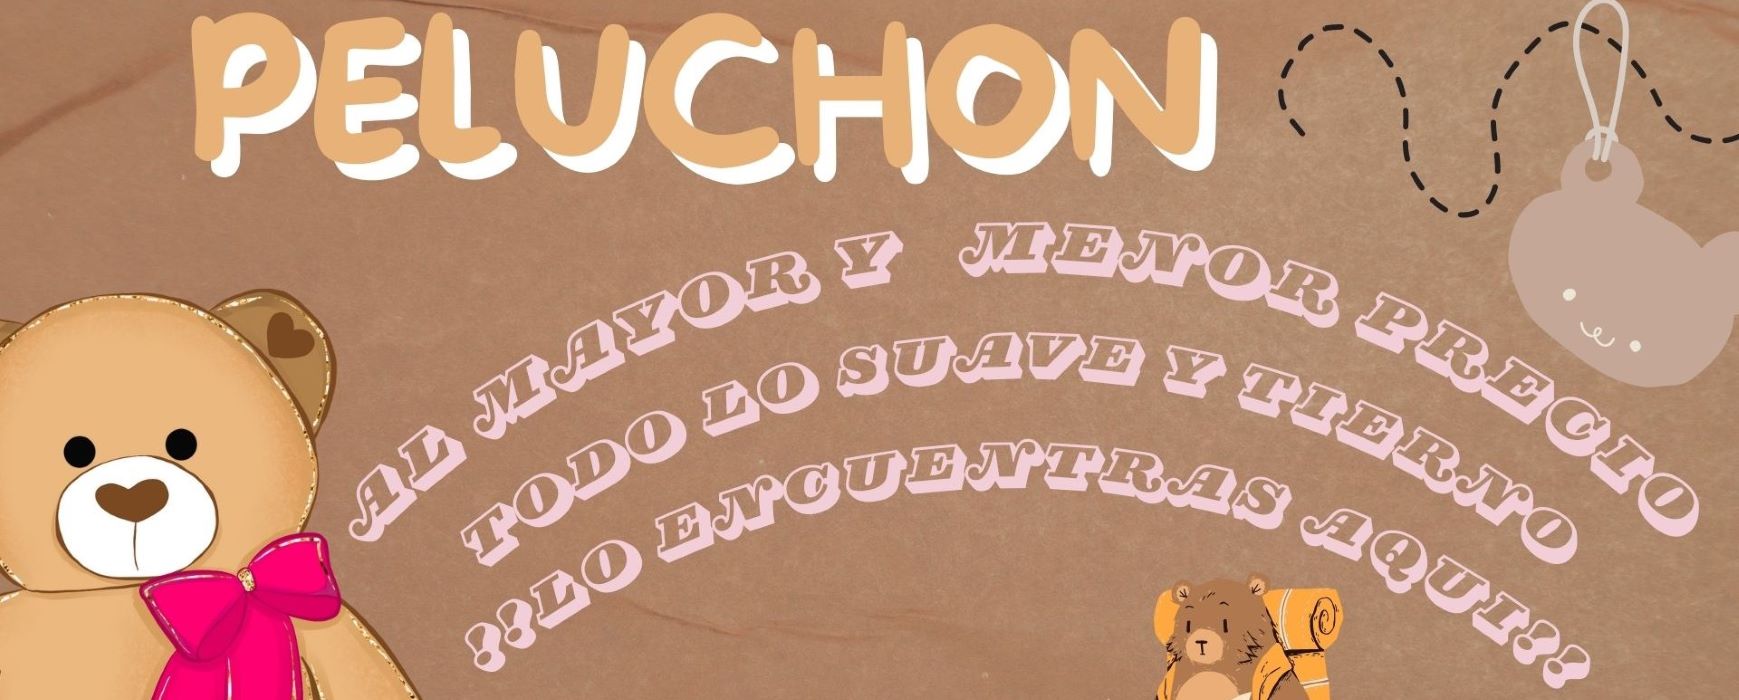 PELUCHON
AL MAYOR Y MENOR PRECIO
TODO LO SUAVE Y TIERNO
!!LO ENCUENTRAS AQUI!!